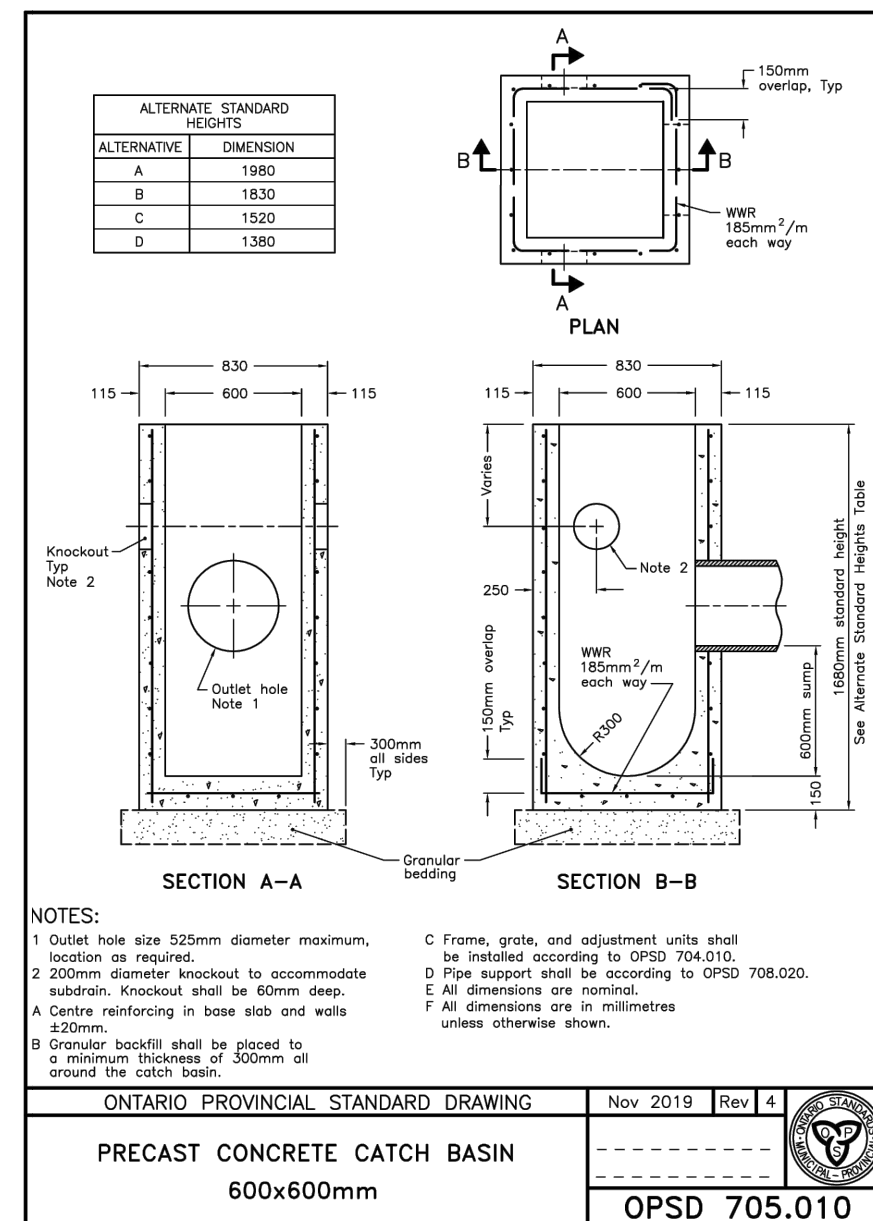 ALTERNATE STANDARD
HEIGHTS
ALTERNATIVE DIMENSION
A 1980
B 1830
C 1520
D 1380
A
150mm
overlap, Typ
B
B
WWR
185mm²/m
each way
A
PLAN
830
115 600 115
Knockout
Typ
Note 2
Outlet hole
Note 1
300mm
all sides
Typ
SECTION A–A
830
115 600 115
Varies
Note 2
250
150mm overlap
Typ
WWR
185mm²/m
each way
R300
600mm sump
150
1680mm standard height
See Alternate Standard Heights Table
Granular
bedding
SECTION B–B
NOTES:
1 Outlet hole size 525mm diameter maximum,
location as required.
2 200mm diameter knockout to accommodate
subdrain. Knockout shall be 60mm deep.
A Centre reinforcing in base slab and walls
±20mm.
B Granular backfill shall be placed to
a minimum thickness of 300mm all
around the catch basin.
C Frame, grate, and adjustment units shall
be installed according to OPSD 704.010.
D Pipe support shall be according to OPSD 708.020.
E All dimensions are nominal.
F All dimensions are in millimetres
unless otherwise shown.
ONTARIO PROVINCIAL STANDARD DRAWING
Nov 2019 Rev 4
PRECAST CONCRETE CATCH BASIN
600x600mm
OPSD 705.010
OPS